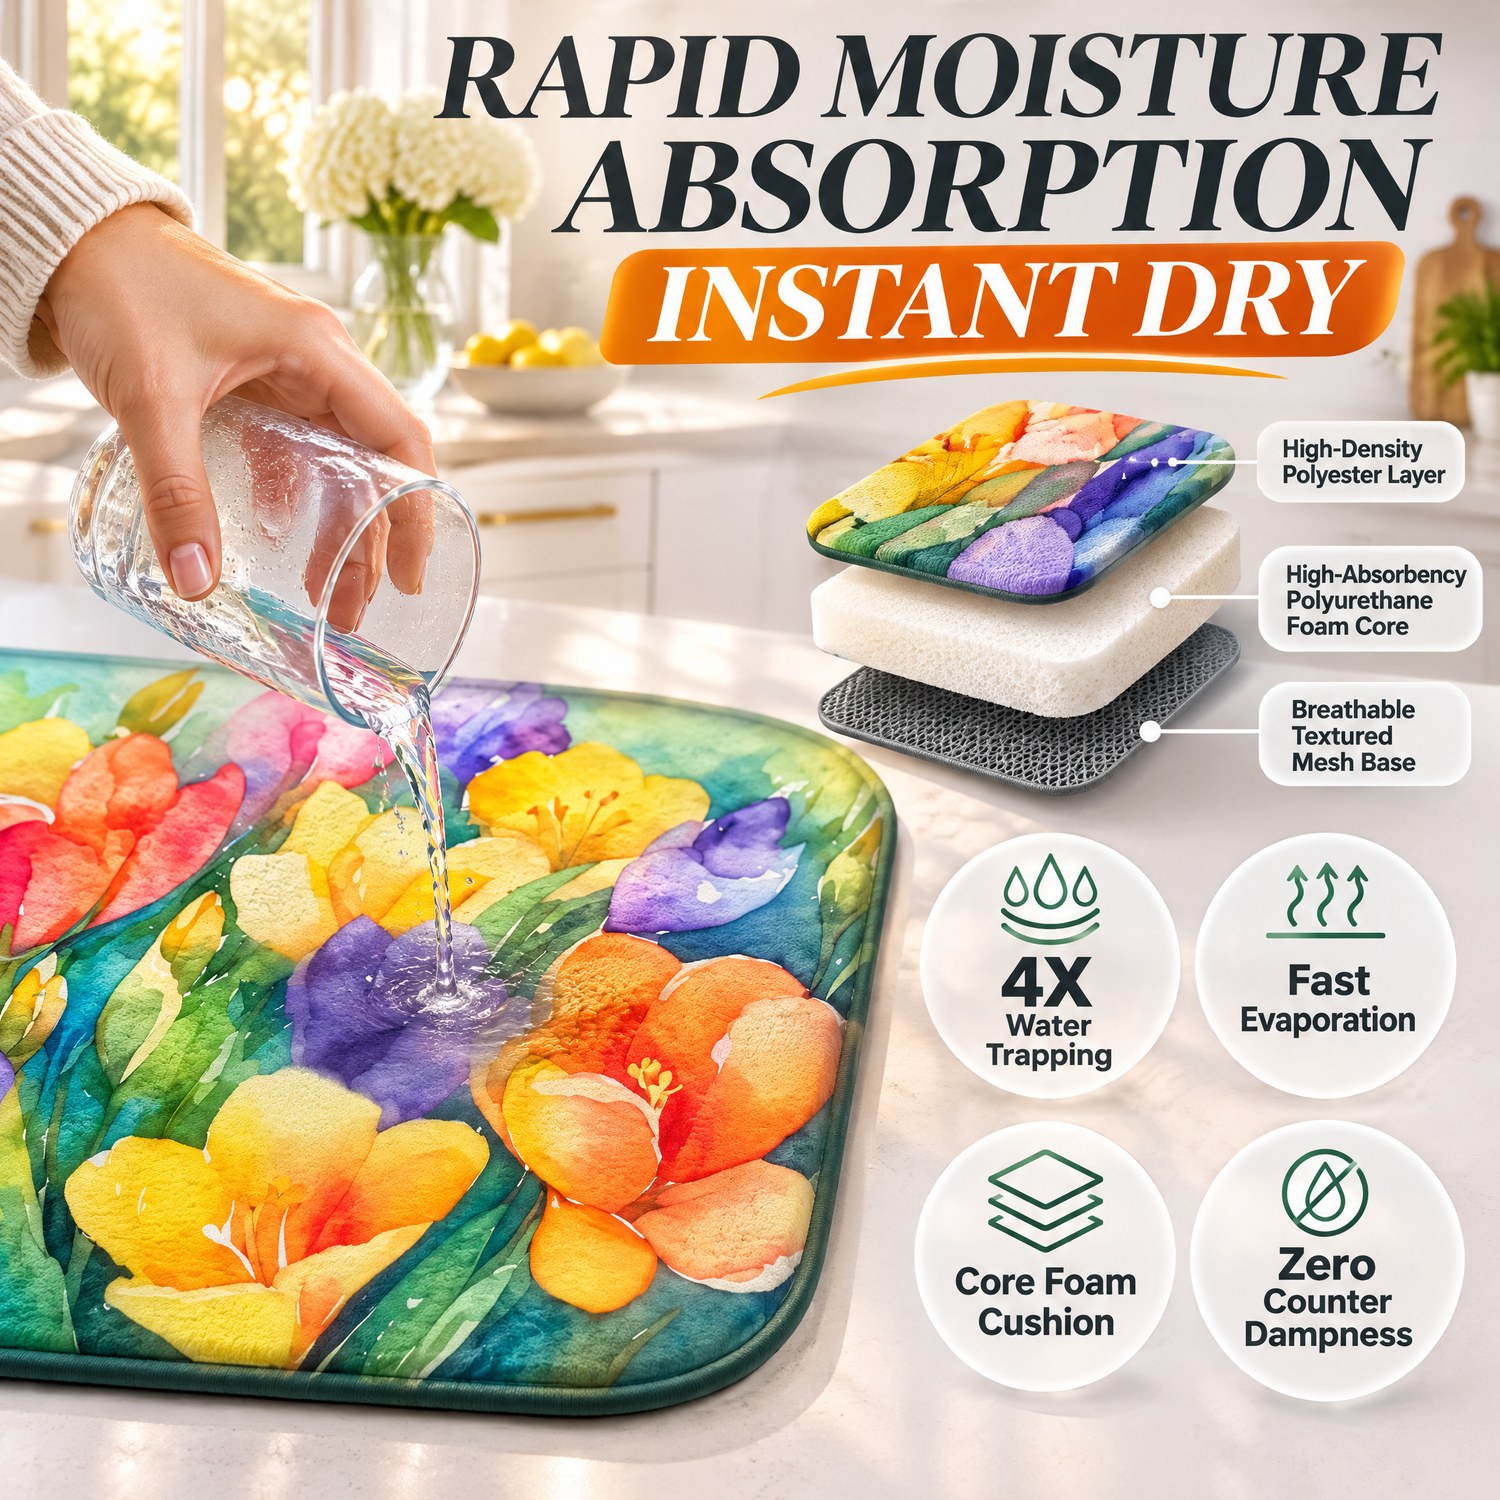 RAPID MOISTURE
ABSORPTION
INSTANT DRY
High-Density
Polyester Layer
High-Absorbency
Polyurethane
Foam Core
Breathable
Textured
Mesh Base
4X
Water
Trapping
Fast
Evaporation
Core Foam
Cushion
Zero
Counter
Dampness